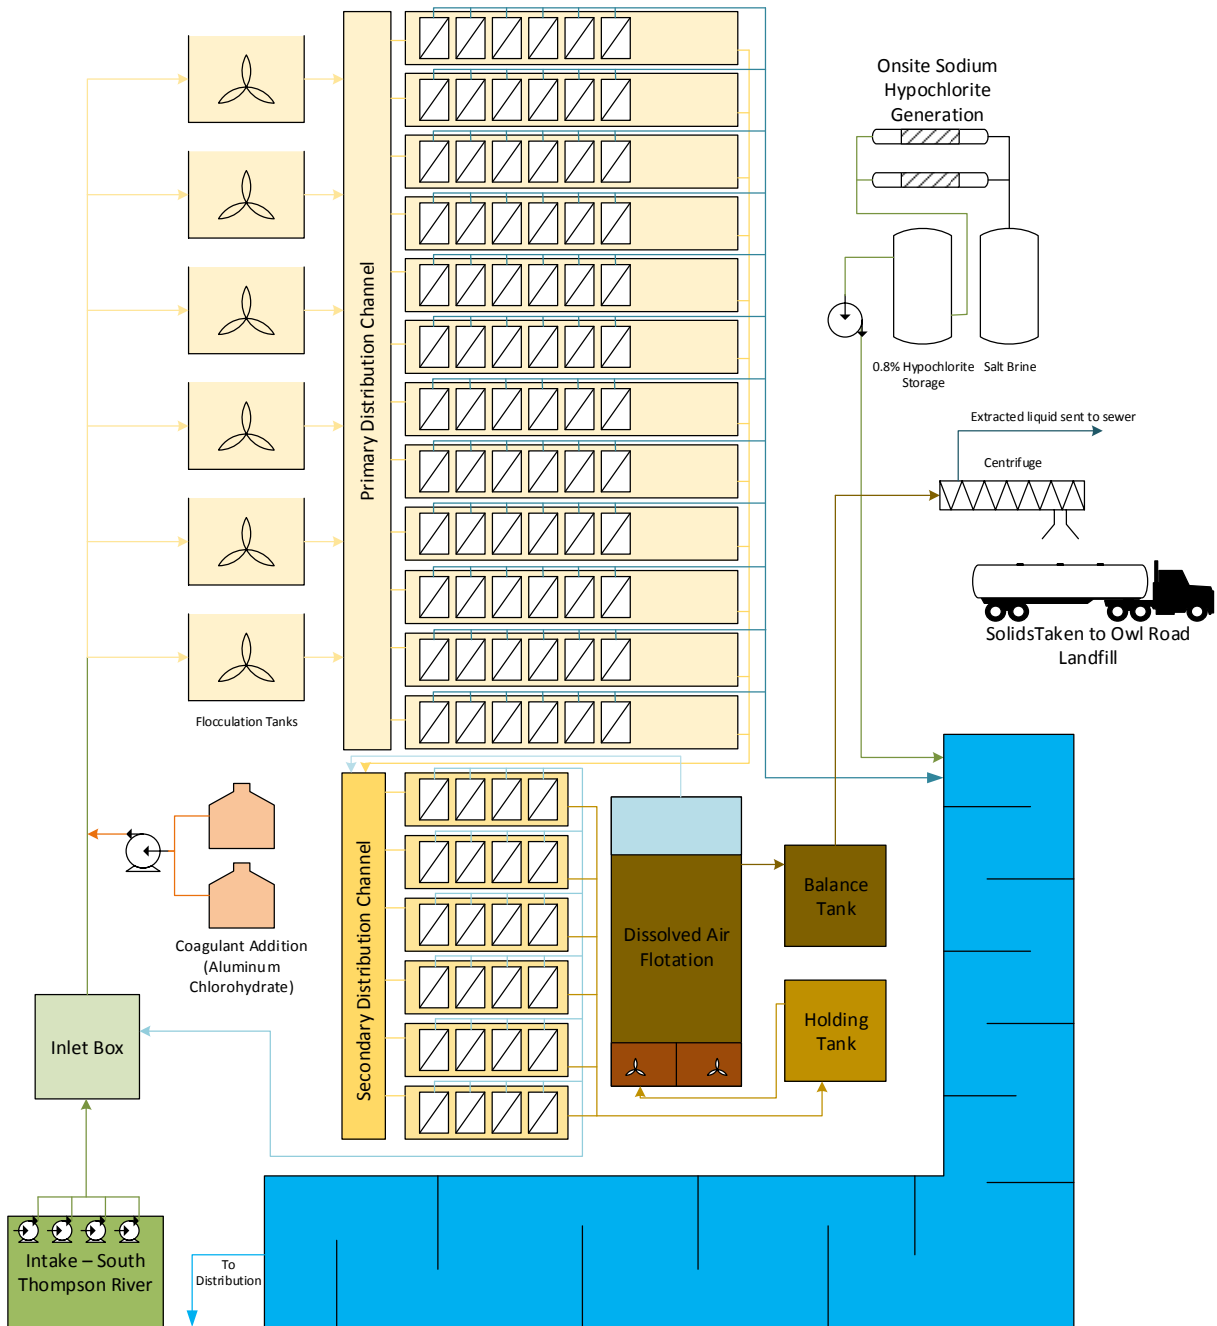 Onsite Sodium
Hypochlorite
Generation
Primary Distribution Channel
0.8% Hypochlorite
Storage
Salt Brine
Extracted liquid sent to sewer
Centrifuge
SolidsTaken to Owl Road
Landfill
Flocculation Tanks
Secondary Distribution Channel
Coagulant Addition
(Aluminum
Chlorohydrate)
Dissolved Air
Flotation
Balance
Tank
Holding
Tank
Inlet Box
Intake – South
Thompson River
To
Distribution